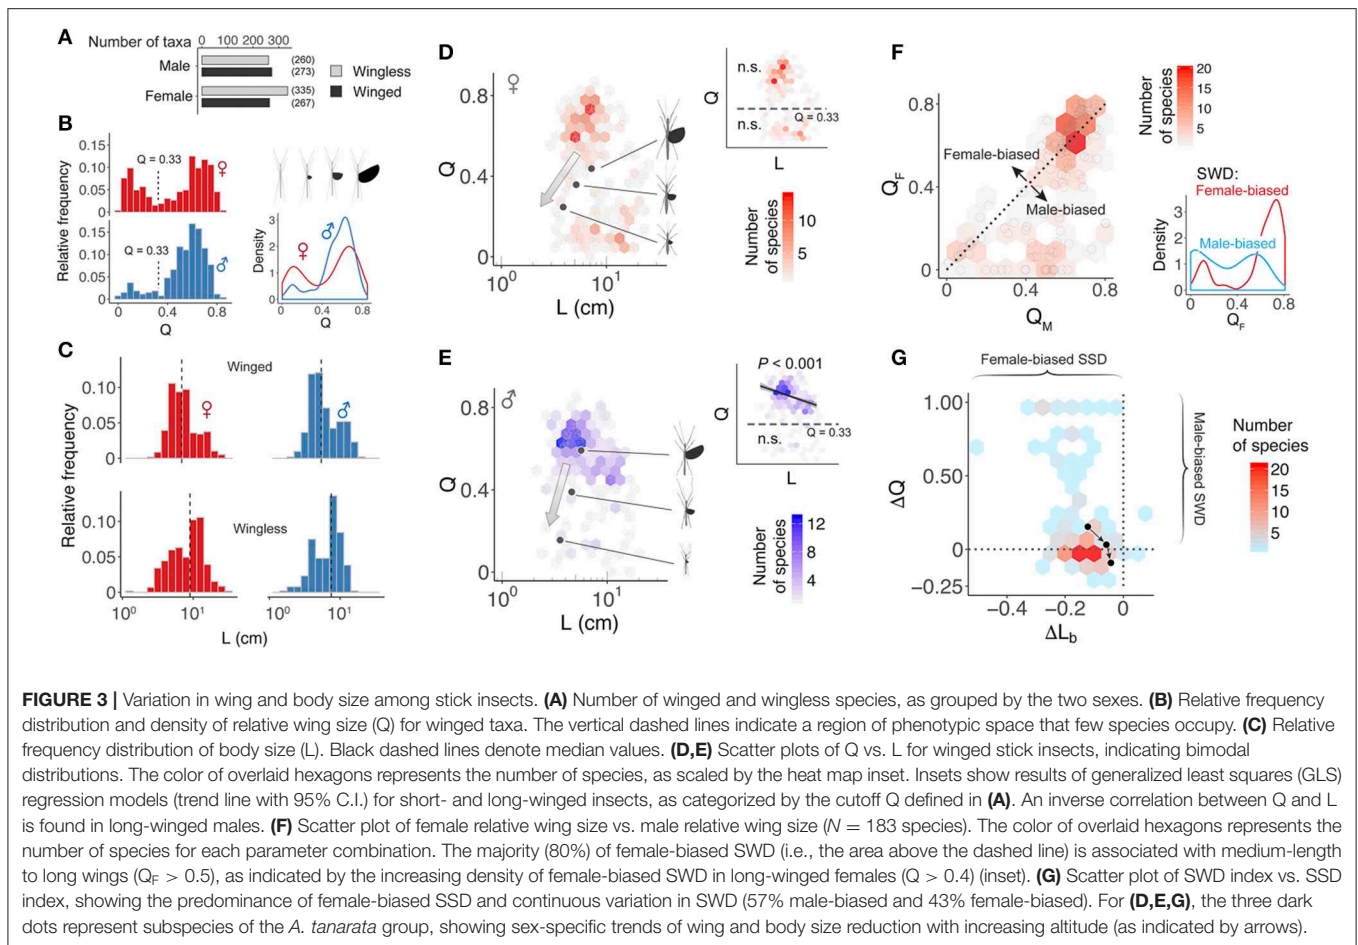 A
Number of taxa
0 100 200 300
Male
(260)
(273)
Female
(335)
(267)
Wingless
Winged
B
Relative frequency
0.15
0.10
0.05
0
Q = 0.33
♀
0.15
0.10
0.05
0
Q = 0.33
♂
0 0.4 0.8
Q
Density
3
2
1
0
♀
♂
0 0.4 0.8
Q
C
Relative frequency
Winged
0.10
0.05
0
♀
♂
Wingless
0.10
0.05
0
10⁰ 10¹
10⁰ 10¹
L (cm)
D
♀
Q
0.8
0.4
0
10⁰ 10¹
L (cm)
Q
n.s.
n.s.
Q = 0.33
L
Number
of species
10
5
E
♂
Q
0.8
0.4
0
10⁰ 10¹
L (cm)
P < 0.001
Q
n.s.
Q = 0.33
L
Number
of species
12
8
4
F
Q_F
0.8
0.4
0
Female-biased
Male-biased
0 0.4 0.8
Q_M
Number
of species
20
15
10
5
SWD:
Female-biased
Male-biased
Density
3
2
1
0
0 0.4 0.8
Q_F
G
Female-biased SSD
Male-biased SWD
ΔQ
1.00
0.50
0
−0.25
−0.4 −0.2 0
ΔL_b
Number
of species
20
15
10
5
FIGURE 3 | Variation in wing and body size among stick insects. (A) Number of winged and wingless species, as grouped by the two sexes. (B) Relative frequency
distribution and density of relative wing size (Q) for winged taxa. The vertical dashed lines indicate a region of phenotypic space that few species occupy. (C) Relative
frequency distribution of body size (L). Black dashed lines denote median values. (D,E) Scatter plots of Q vs. L for winged stick insects, indicating bimodal
distributions. The color of overlaid hexagons represents the number of species, as scaled by the heat map inset. Insets show results of generalized least squares (GLS)
regression models (trend line with 95% C.I.) for short- and long-winged insects, as categorized by the cutoff Q defined in (A). An inverse correlation between Q and L
is found in long-winged males. (F) Scatter plot of female relative wing size vs. male relative wing size (N = 183 species). The color of overlaid hexagons represents the
number of species for each parameter combination. The majority (80%) of female-biased SWD (i.e., the area above the dashed line) is associated with medium-length
to long wings (Q_F > 0.5), as indicated by the increasing density of female-biased SWD in long-winged females (Q > 0.4) (inset). (G) Scatter plot of SWD index vs. SSD
index, showing the predominance of female-biased SSD and continuous variation in SWD (57% male-biased and 43% female-biased). For (D,E,G), the three dark
dots represent subspecies of the A. tanarata group, showing sex-specific trends of wing and body size reduction with increasing altitude (as indicated by arrows).